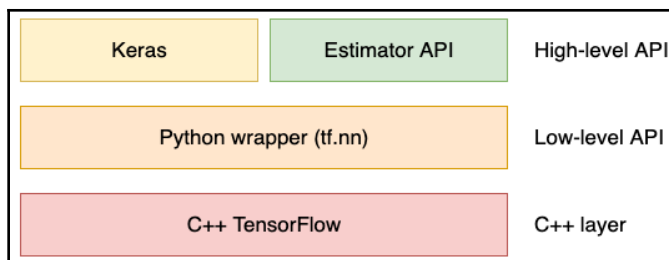 Keras
Estimator API
High-level API
Python wrapper (tf.nn)
Low-level API
C++ TensorFlow
C++ layer